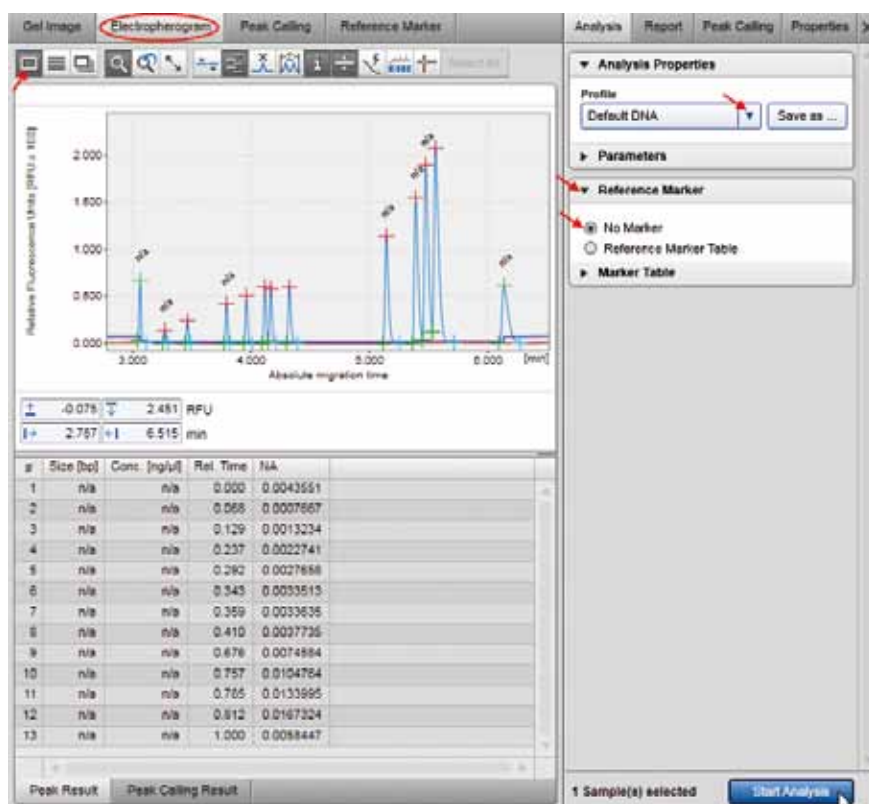 Gel Image Electropherogram Peak Calling Reference Marker
Analysis Report Peak Calling Properties
Analysis Properties
Profile
Default DNA Save as ...
Parameters
Reference Marker
No Marker
Reference Marker Table
Marker Table
Relative Fluorescence Units [RFU x 100]
2.000
1.500
1.000
0.500
0.000
n/a n/a n/a n/a n/a n/a n/a n/a
3.000 4.000 5.000 6.000 [min]
Absolute migration time
-0.075 2.451 RFU
2.757 6.515 min
# Size [bp] Conc. [ng/µl] Rel. Time NA
1 n/a n/a 0.000 0.0043551
2 n/a n/a 0.068 0.0007667
3 n/a n/a 0.129 0.0013234
4 n/a n/a 0.237 0.0022741
5 n/a n/a 0.292 0.0027658
6 n/a n/a 0.343 0.0033513
7 n/a n/a 0.359 0.0033635
8 n/a n/a 0.410 0.0037735
9 n/a n/a 0.676 0.0074584
10 n/a n/a 0.757 0.0104764
11 n/a n/a 0.785 0.0133995
12 n/a n/a 0.812 0.0167324
13 n/a n/a 1.000 0.0058447
Peak Result Peak Calling Result
1 Sample(s) selected Start Analysis